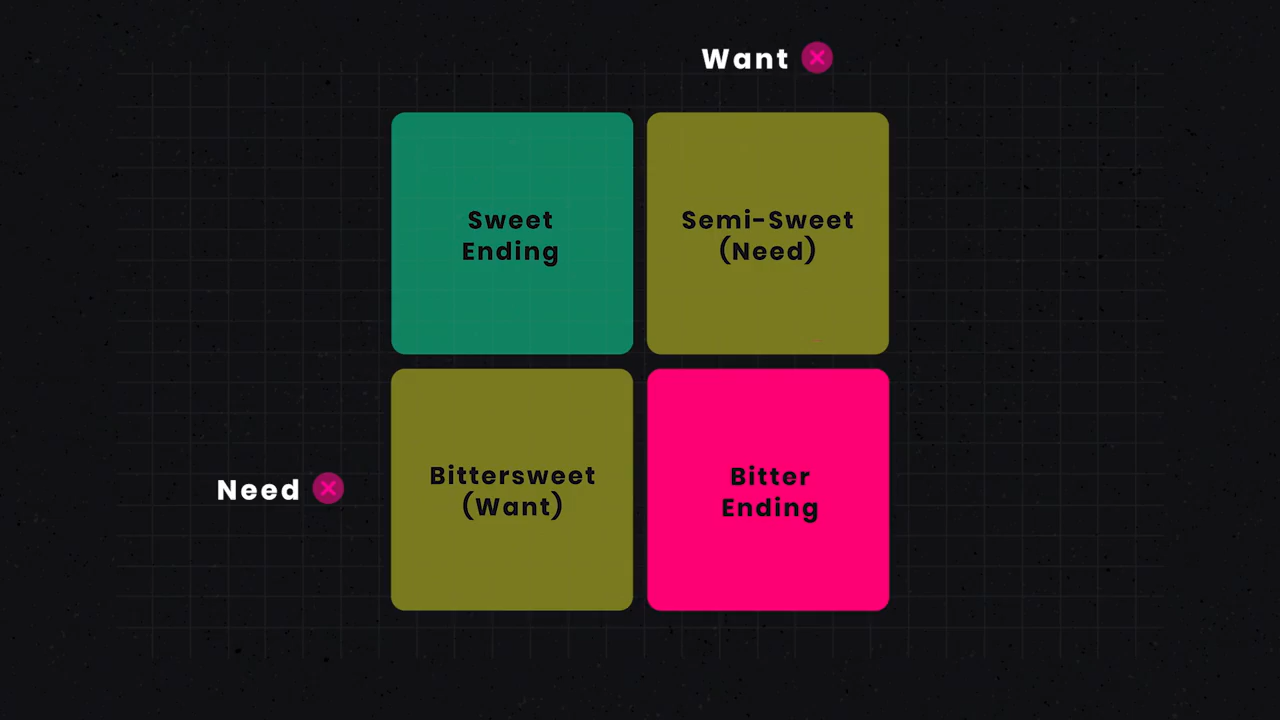 Want
Sweet
Ending
Semi-Sweet
(Need)
Need
Bittersweet
(Want)
Bitter
Ending